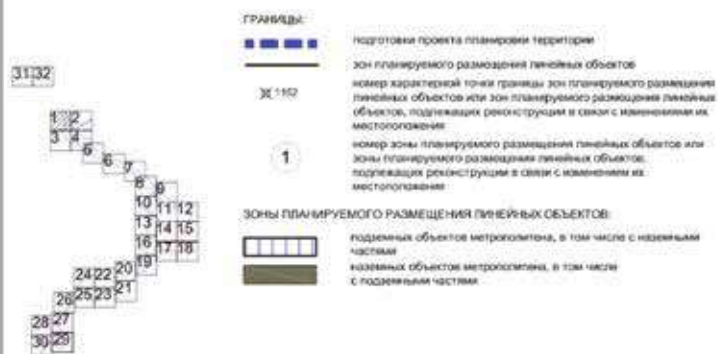 ГРАНИЦЫ:
подготовки проекта планировки территории
зон планируемого размещения линейных объектов
номер характерной точки границы зон планируемого размещения
линейных объектов или зон планируемого размещения линейных
объектов, подлежащих реконструкции в связи с изменениями их
местоположения
1
номер зоны планируемого размещения линейных объектов или
зоны планируемого размещения линейных объектов,
подлежащих реконструкции в связи с изменением их
местоположения
ЗОНЫ ПЛАНИРУЕМОГО РАЗМЕЩЕНИЯ ЛИНЕЙНЫХ ОБЪЕКТОВ:
подземных объектов метрополитена, в том числе с наземными
частями
наземных объектов метрополитена, в том числе
с подземными частями
31 32
1 2
3 4
5
6
7
8 9
10 11 12
13 14 15
16 17 18
19
24 22 20
26 25 23 21
28 27
30 29